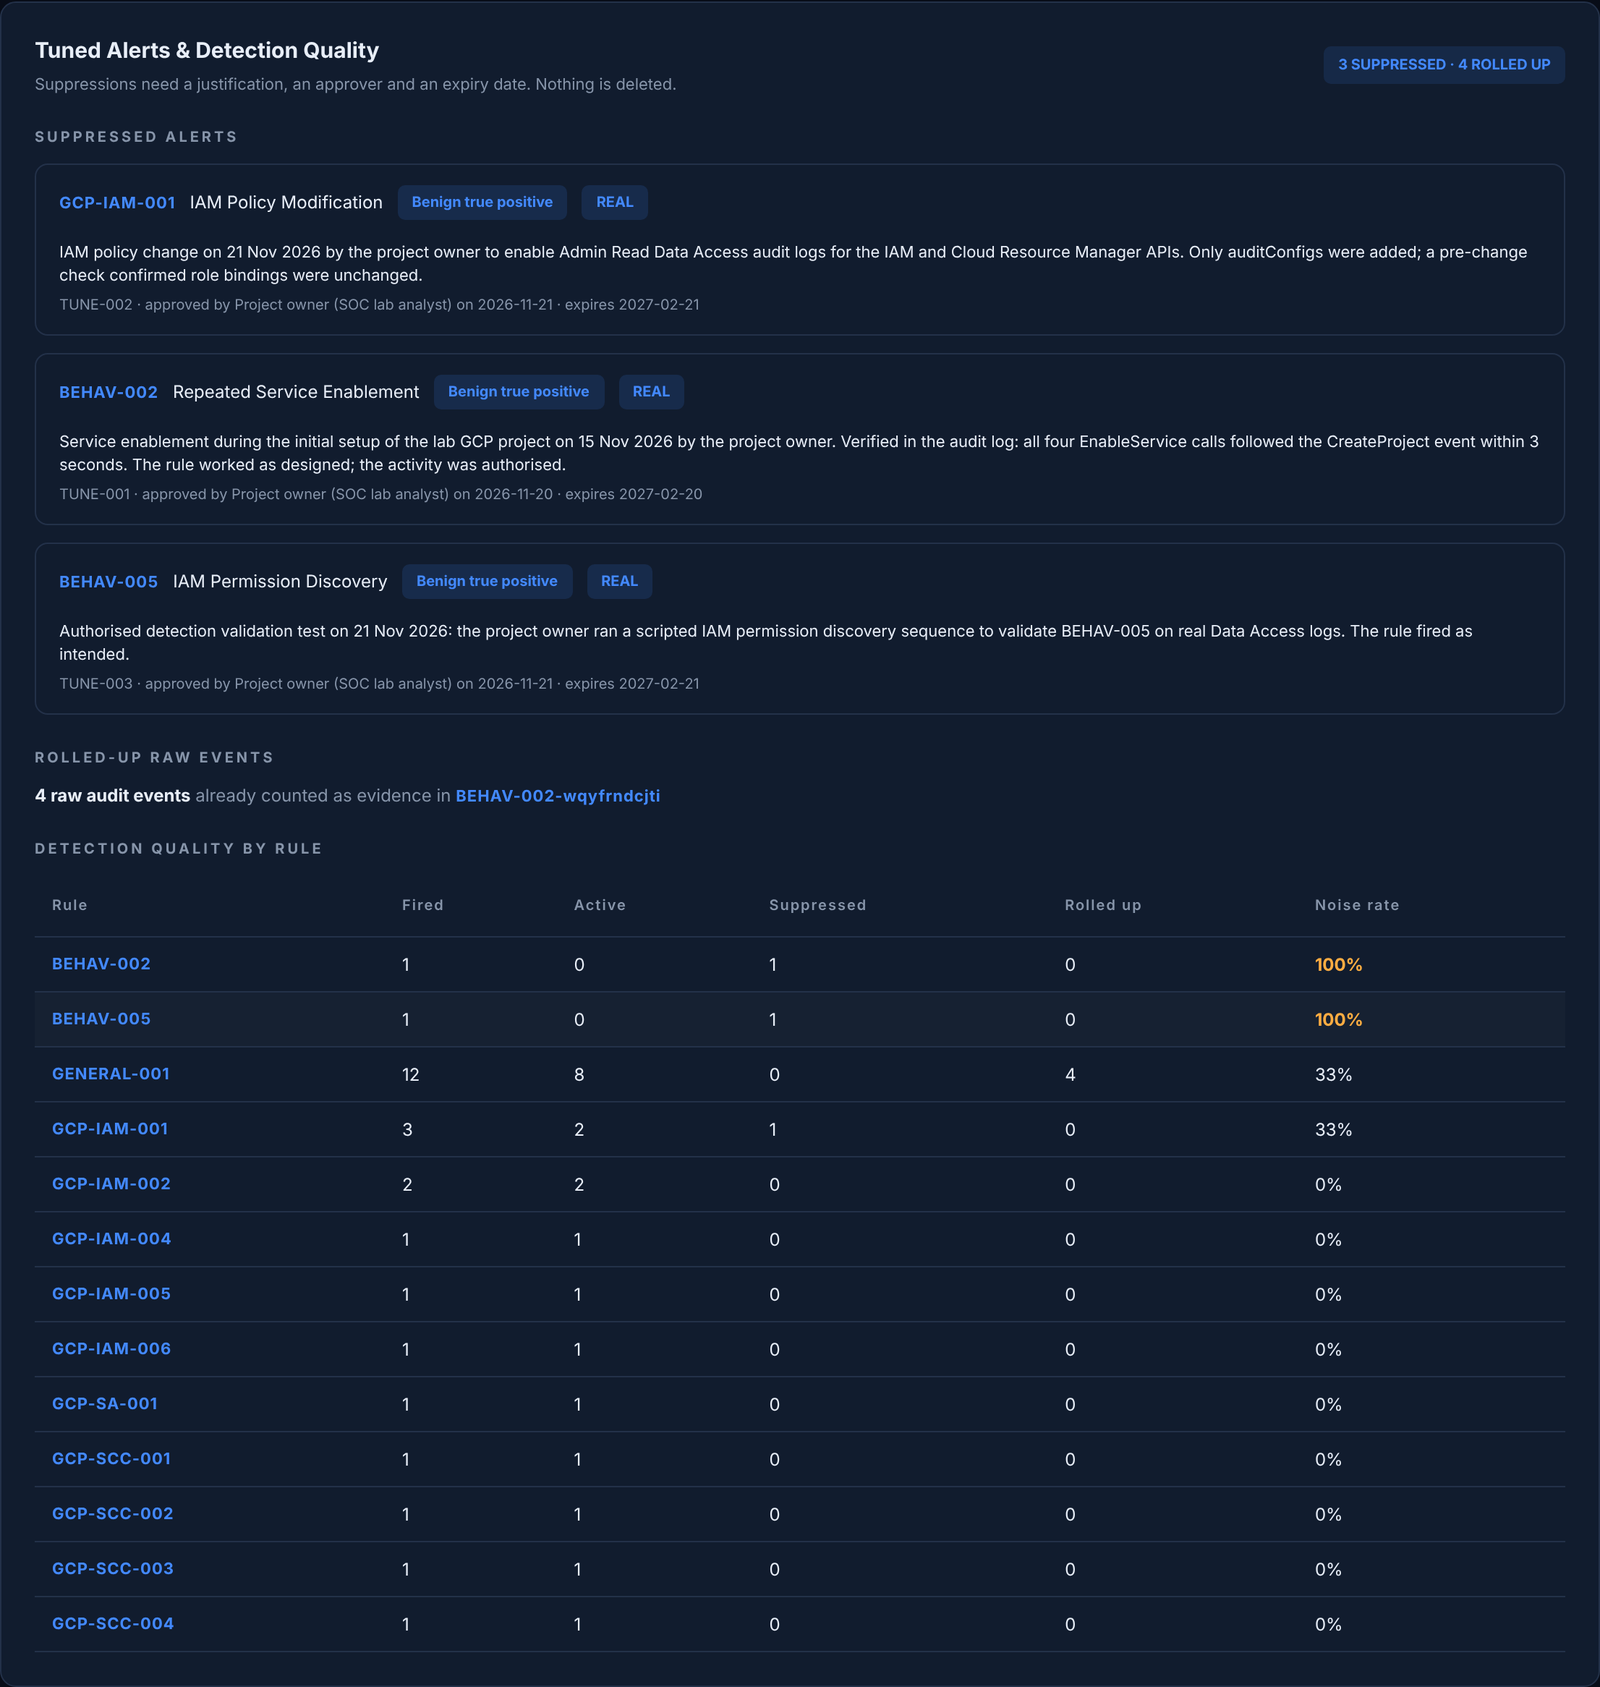 Tuned Alerts & Detection Quality
Suppressions need a justification, an approver and an expiry date. Nothing is deleted.
3 SUPPRESSED · 4 ROLLED UP
SUPPRESSED ALERTS
GCP-IAM-001 IAM Policy Modification Benign true positive REAL
IAM policy change on 21 Nov 2026 by the project owner to enable Admin Read Data Access audit logs for the IAM and Cloud Resource Manager APIs. Only auditConfigs were added; a pre-change
check confirmed role bindings were unchanged.
TUNE-002 · approved by Project owner (SOC lab analyst) on 2026-11-21 · expires 2027-02-21
BEHAV-002 Repeated Service Enablement Benign true positive REAL
Service enablement during the initial setup of the lab GCP project on 15 Nov 2026 by the project owner. Verified in the audit log: all four EnableService calls followed the CreateProject event within 3
seconds. The rule worked as designed; the activity was authorised.
TUNE-001 · approved by Project owner (SOC lab analyst) on 2026-11-20 · expires 2027-02-20
BEHAV-005 IAM Permission Discovery Benign true positive REAL
Authorised detection validation test on 21 Nov 2026: the project owner ran a scripted IAM permission discovery sequence to validate BEHAV-005 on real Data Access logs. The rule fired as
intended.
TUNE-003 · approved by Project owner (SOC lab analyst) on 2026-11-21 · expires 2027-02-21
ROLLED-UP RAW EVENTS
4 raw audit events already counted as evidence in BEHAV-002-wqyfrndcjti
DETECTION QUALITY BY RULE
Rule Fired Active Suppressed Rolled up Noise rate
BEHAV-002 1 0 1 0 100%
BEHAV-005 1 0 1 0 100%
GENERAL-001 12 8 0 4 33%
GCP-IAM-001 3 2 1 0 33%
GCP-IAM-002 2 2 0 0 0%
GCP-IAM-004 1 1 0 0 0%
GCP-IAM-005 1 1 0 0 0%
GCP-IAM-006 1 1 0 0 0%
GCP-SA-001 1 1 0 0 0%
GCP-SCC-001 1 1 0 0 0%
GCP-SCC-002 1 1 0 0 0%
GCP-SCC-003 1 1 0 0 0%
GCP-SCC-004 1 1 0 0 0%